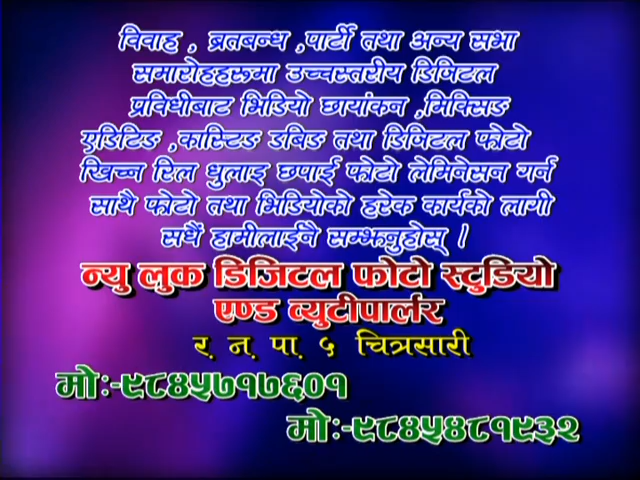 विवाह , ब्रतबन्ध ,पार्टी तथा अन्य सभा
समारोहहरूमा उच्चस्तरीय डिजिटल
प्रविधीबाट भिडियो छायांकन ,मिक्सिङ
एडिटिङ ,कास्टिङ डबिङ तथा डिजिटल फोटो
खिच्न रिल धुलाइ छपाई फोटो लेमिनेसन गर्न
साथै फोटो तथा भिडियोको हरेक कार्यको लागी
सधैं हामीलाईनै सम्झनुहोस् ।
न्यु लुक डिजिटल फोटो स्टुडियो
एण्ड व्युटीपार्लर
र. न. पा. ५ चित्रसारी
मोः-९८४५७१७६०१
मोः-९८४५४८१९३२